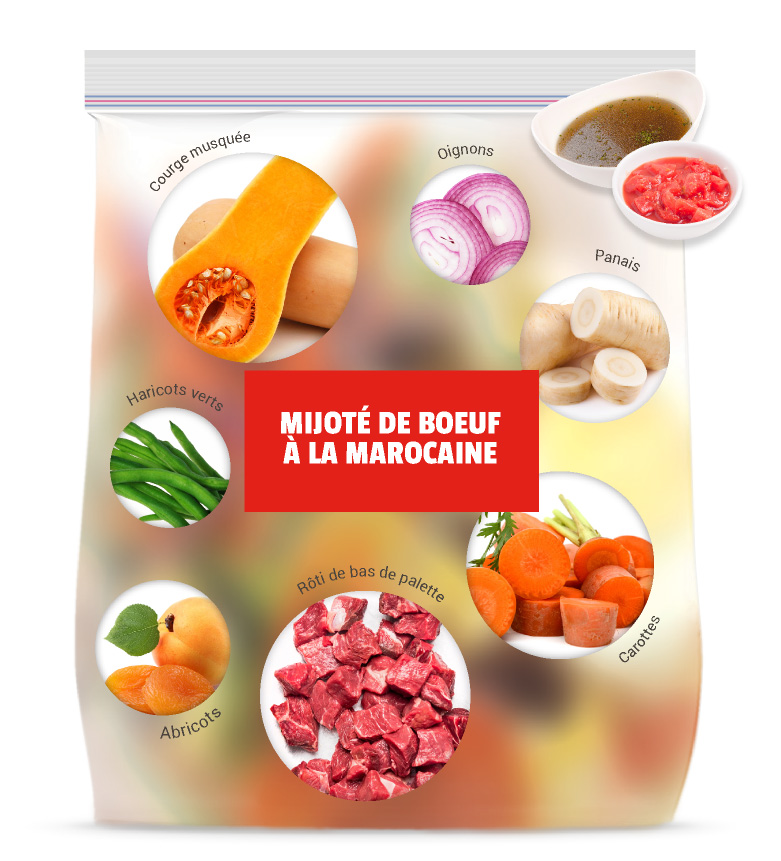 Courge musquée
Oignons
Panais
Haricots verts
MIJOTÉ DE BOEUF
À LA MAROCAINE
Rôti de bas de palette
Carottes
Abricots